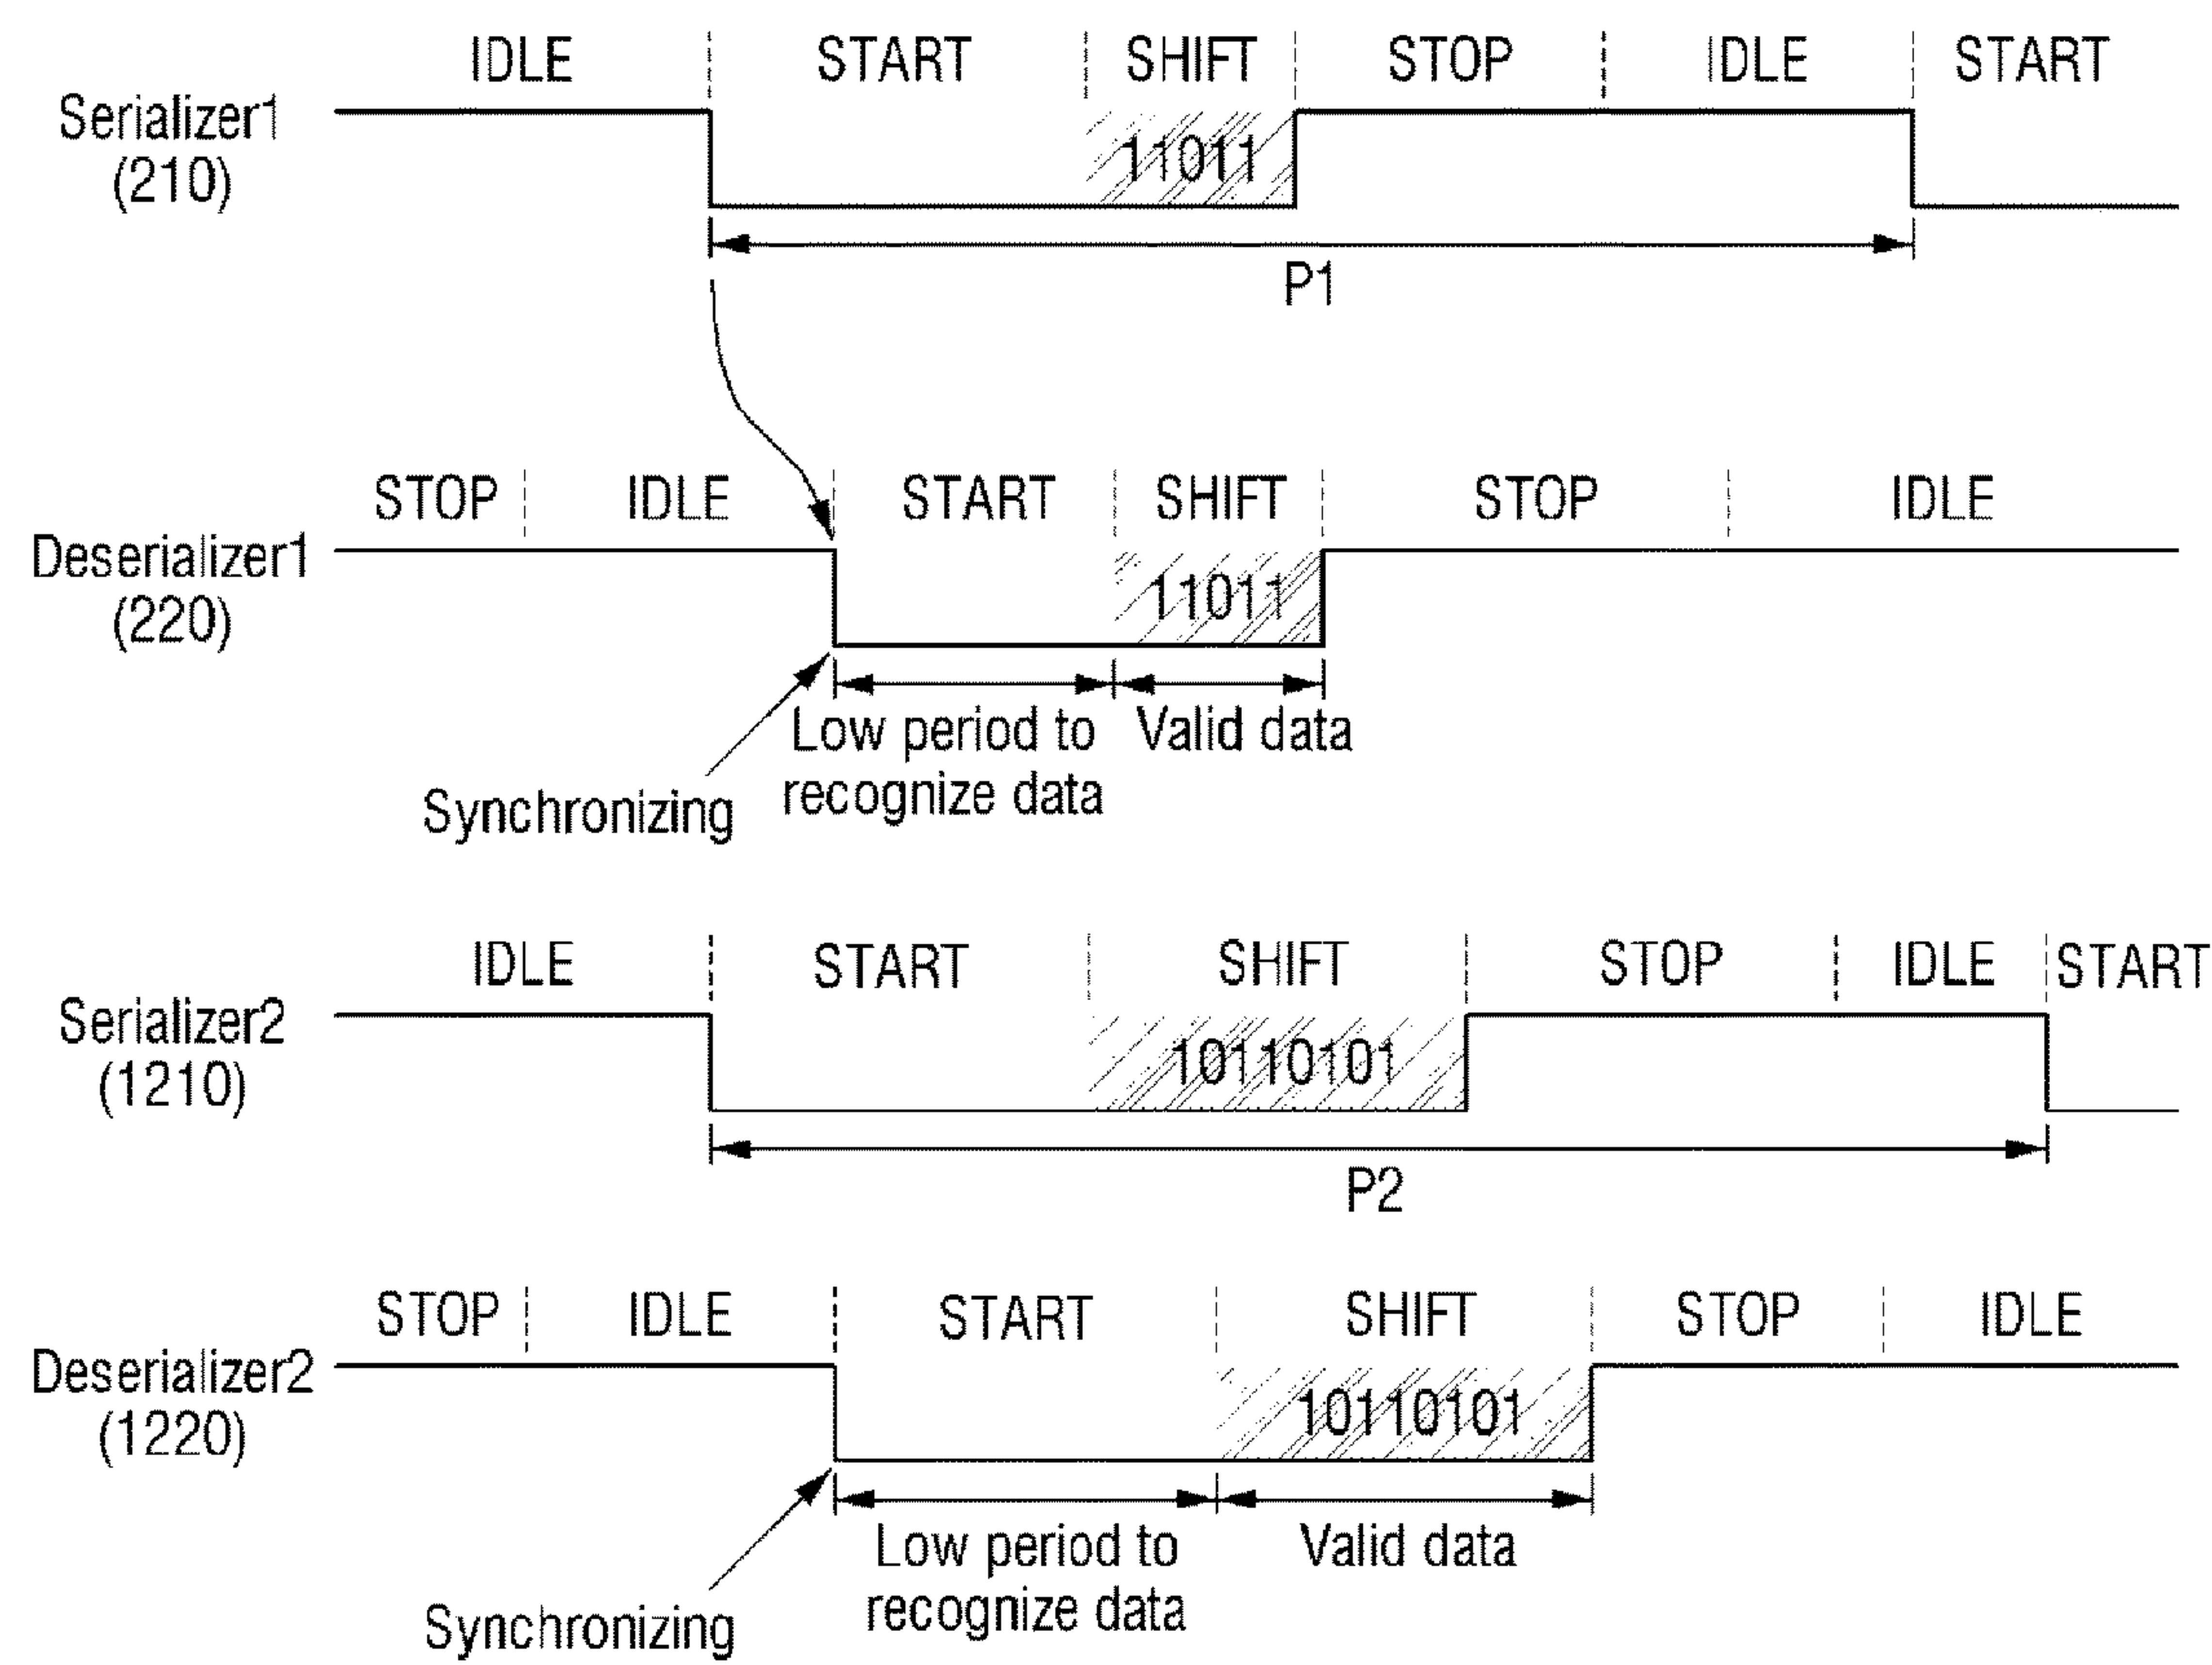 IDLE START SHIFT STOP IDLE START
Serializer1
(210)
11011
P1
STOP IDLE START SHIFT STOP IDLE
Deserializer1
(220)
11011
Low period to
recognize data
Valid data
Synchronizing
IDLE START SHIFT STOP IDLE START
Serializer2
(1210)
10110101
P2
STOP IDLE START SHIFT STOP IDLE
Deserializer2
(1220)
10110101
Low period to
recognize data
Valid data
Synchronizing